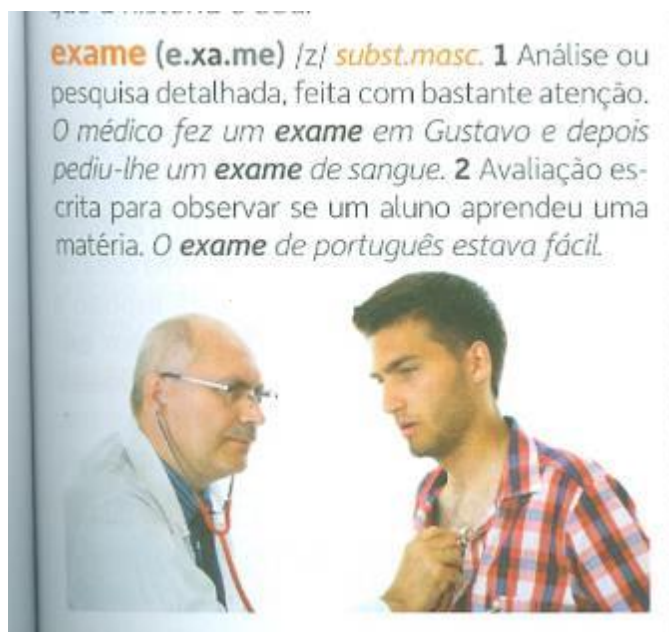 exame (e.xa.me) /z/ subst.masc. 1 Análise ou
pesquisa detalhada, feita com bastante atenção.
O médico fez um exame em Gustavo e depois
pediu-lhe um exame de sangue. 2 Avaliação es-
crita para observar se um aluno aprendeu uma
matéria. O exame de português estava fácil.